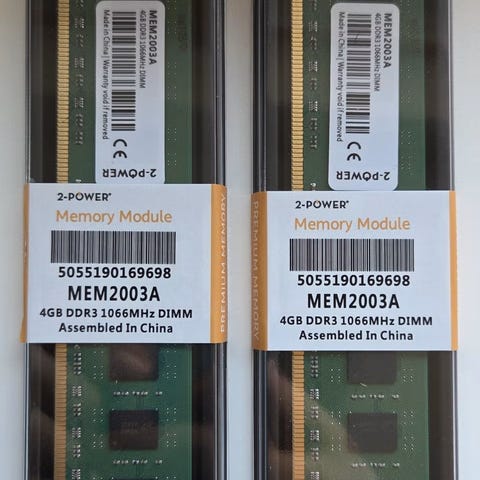 MEM2003A
4GB DDR3 1066MHz DIMM
Made in China | Warranty void if removed
CE
2-POWER
2-POWER®
Memory Module
5055190169698
MEM2003A
4GB DDR3 1066MHz DIMM
Assembled In China
PREMIUM MEMORY
MEM2003A
4GB DDR3 1066MHz DIMM
Made in China | Warranty void if removed
CE
2-POWER
PREMIUM MEMORY
2-POWER®
Memory Module
5055190169698
MEM2003A
4GB DDR3 1066MHz DIMM
Assembled In China